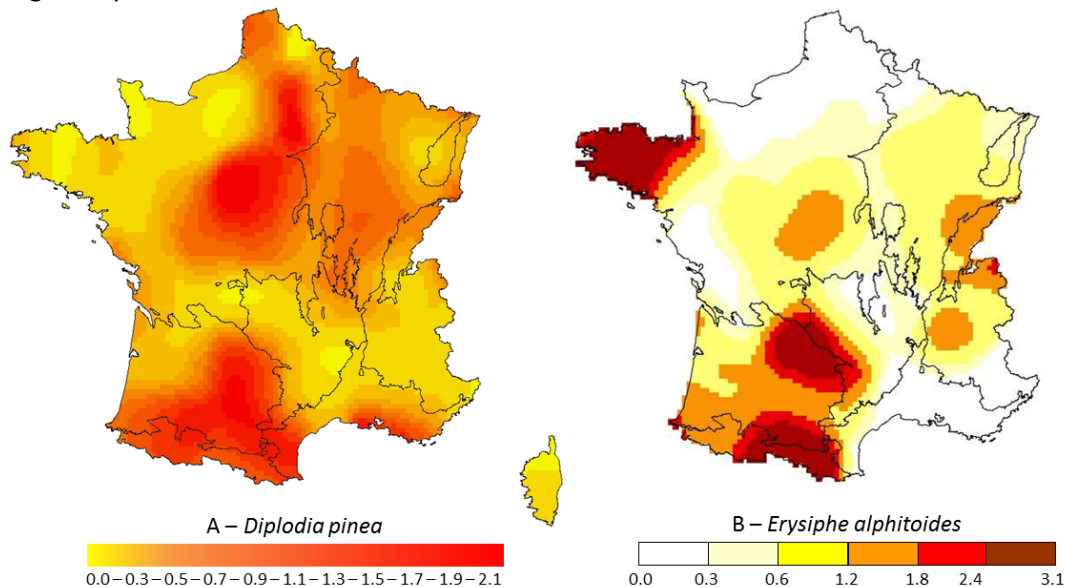 A – Diplodia pinea
B – Erysiphe alphitoides
0.0 – 0.3 – 0.5 – 0.7 – 0.9 – 1.1 – 1.3 – 1.5 – 1.7 – 1.9 – 2.1
0.0 0.3 0.6 1.2 1.8 2.4 3.1